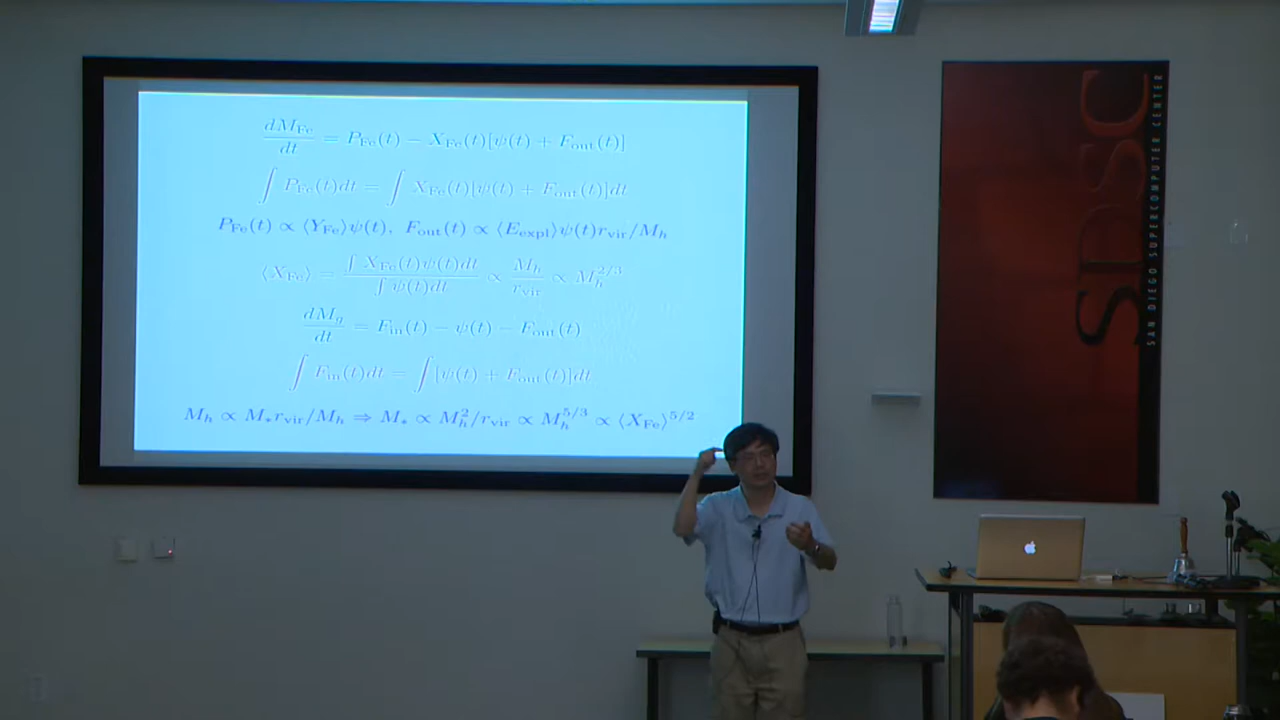 dM_Fe/dt = P_Fe(t) − X_Fe(t)[ψ(t) + F_out(t)]
∫ P_Fe(t)dt = ∫ X_Fe(t)[ψ(t) + F_out(t)]dt
P_Fe(t) ∝ ⟨Y_Fe⟩ψ(t), F_out(t) ∝ ⟨E_expl⟩ψ(t)r_vir/M_h
⟨X_Fe⟩ = ∫ X_Fe(t)ψ(t)dt / ∫ ψ(t)dt ∝ M_h/r_vir ∝ M_h^{2/3}
dM_g/dt = F_in(t) − ψ(t) − F_out(t)
∫ F_in(t)dt = ∫ [ψ(t) + F_out(t)]dt
M_h ∝ M_* r_vir/M_h ⇒ M_* ∝ M_h^2/r_vir ∝ M_h^{5/3} ∝ ⟨X_Fe⟩^{5/2}
SDSC
SAN DIEGO SUPERCOMPUTER CENTER